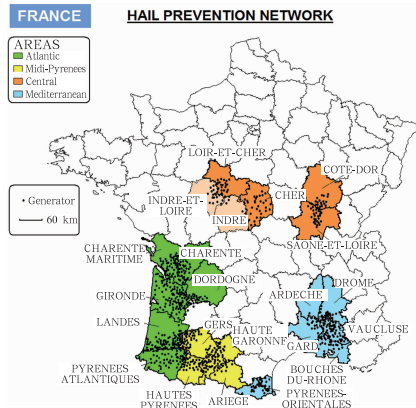 FRANCE
HAIL PREVENTION NETWORK
AREAS
Atlantic
Midi-Pyrenees
Central
Mediterranean
Generator
60 km
LOIR-ET-CHER
COTE-DOR
CHER
INDRE-ET-
LOIRE
INDRE
SAONE-ET-LOIRE
CHARENTE
MARITIME
CHARENTE
DORDOGNE
ARDECHE
DROME
GIRONDE
LANDES
GERS
HAUTE
GARONNE
GARD
VAUCLUSE
PYRENEES
ATLANTIQUES
BOUCHES
DU-RHONE
HAUTES
PYRENEES
ARIEGE
PYRENEES-
ORIENTALES